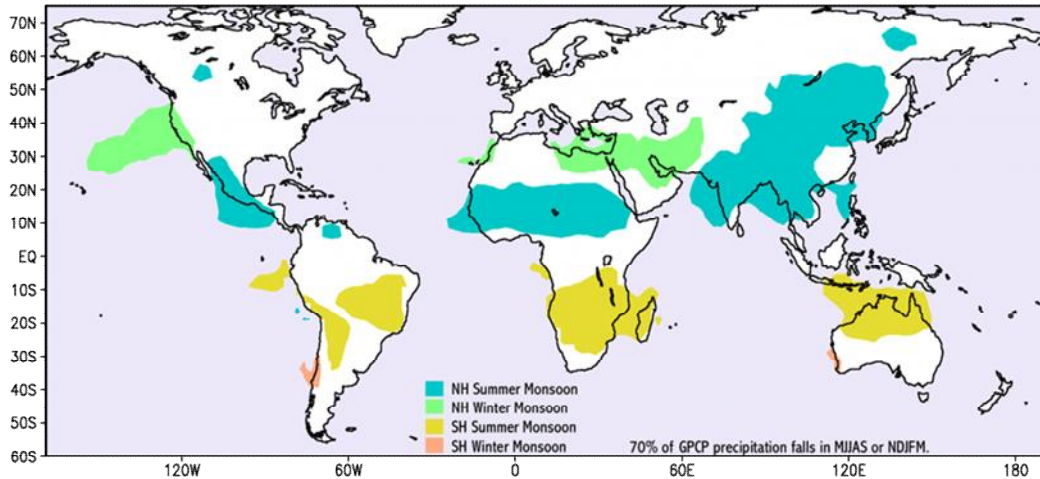 70N
60N
50N
40N
30N
20N
10N
EQ
10S
20S
30S
40S
50S
60S
NH Summer Monsoon
NH Winter Monsoon
SH Summer Monsoon
SH Winter Monsoon
70% of GPCP precipitation falls in MJJAS or NDJFM.
120W 60W 0 60E 120E 180